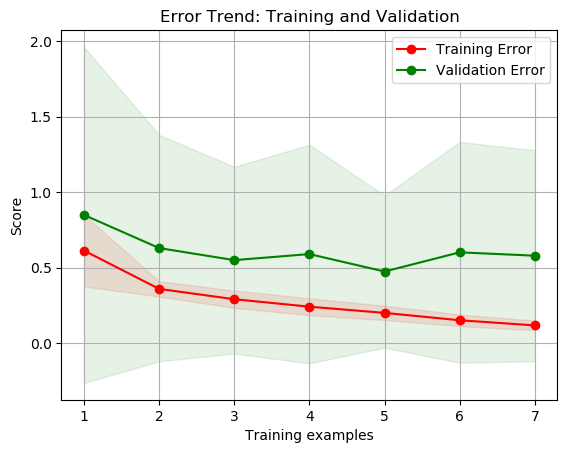 Error Trend: Training and Validation
Training Error
Validation Error
Score
2.0
1.5
1.0
0.5
0.0
1 2 3 4 5 6 7
Training examples